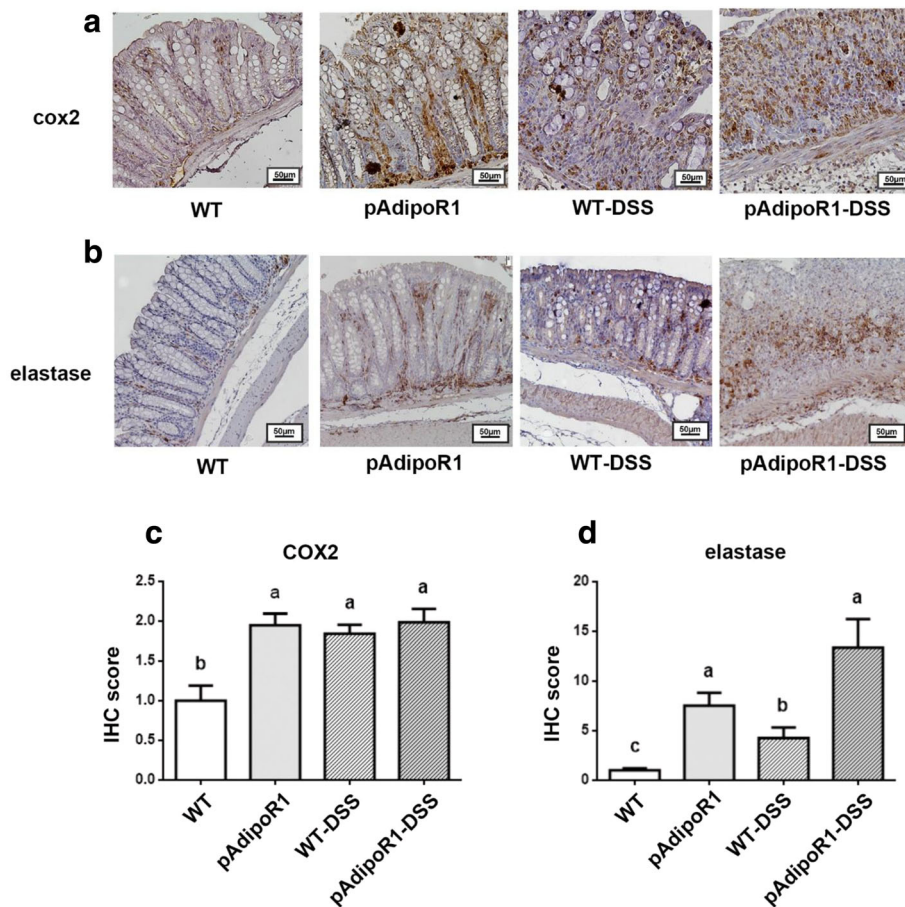 a
cox2
50µm 50µm 50µm 50µm
WT pAdipoR1 WT-DSS pAdipoR1-DSS
b
elastase
50µm 50µm 50µm 50µm
WT pAdipoR1 WT-DSS pAdipoR1-DSS
c
COX2
IHC score
2.5
2.0
1.5
1.0
0.5
0.0
b a a a
WT pAdipoR1 WT-DSS pAdipoR1-DSS
d
elastase
IHC score
20
15
10
5
0
c a b a
WT pAdipoR1 WT-DSS pAdipoR1-DSS